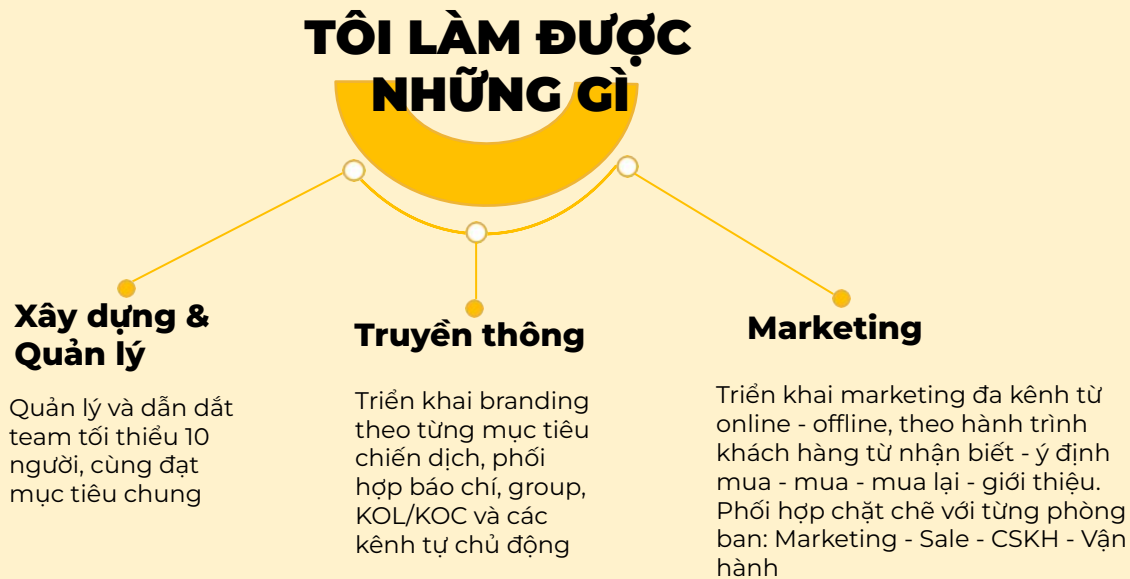 TÔI LÀM ĐƯỢC
NHỮNG GÌ
Xây dựng &
Quản lý
Quản lý và dẫn dắt
team tối thiểu 10
người, cùng đạt
mục tiêu chung
Truyền thông
Triển khai branding
theo từng mục tiêu
chiến dịch, phối
hợp báo chí, group,
KOL/KOC và các
kênh tự chủ động
Marketing
Triển khai marketing đa kênh từ
online - offline, theo hành trình
khách hàng từ nhận biết - ý định
mua - mua - mua lại - giới thiệu.
Phối hợp chặt chẽ với từng phòng
ban: Marketing - Sale - CSKH - Vận
hành